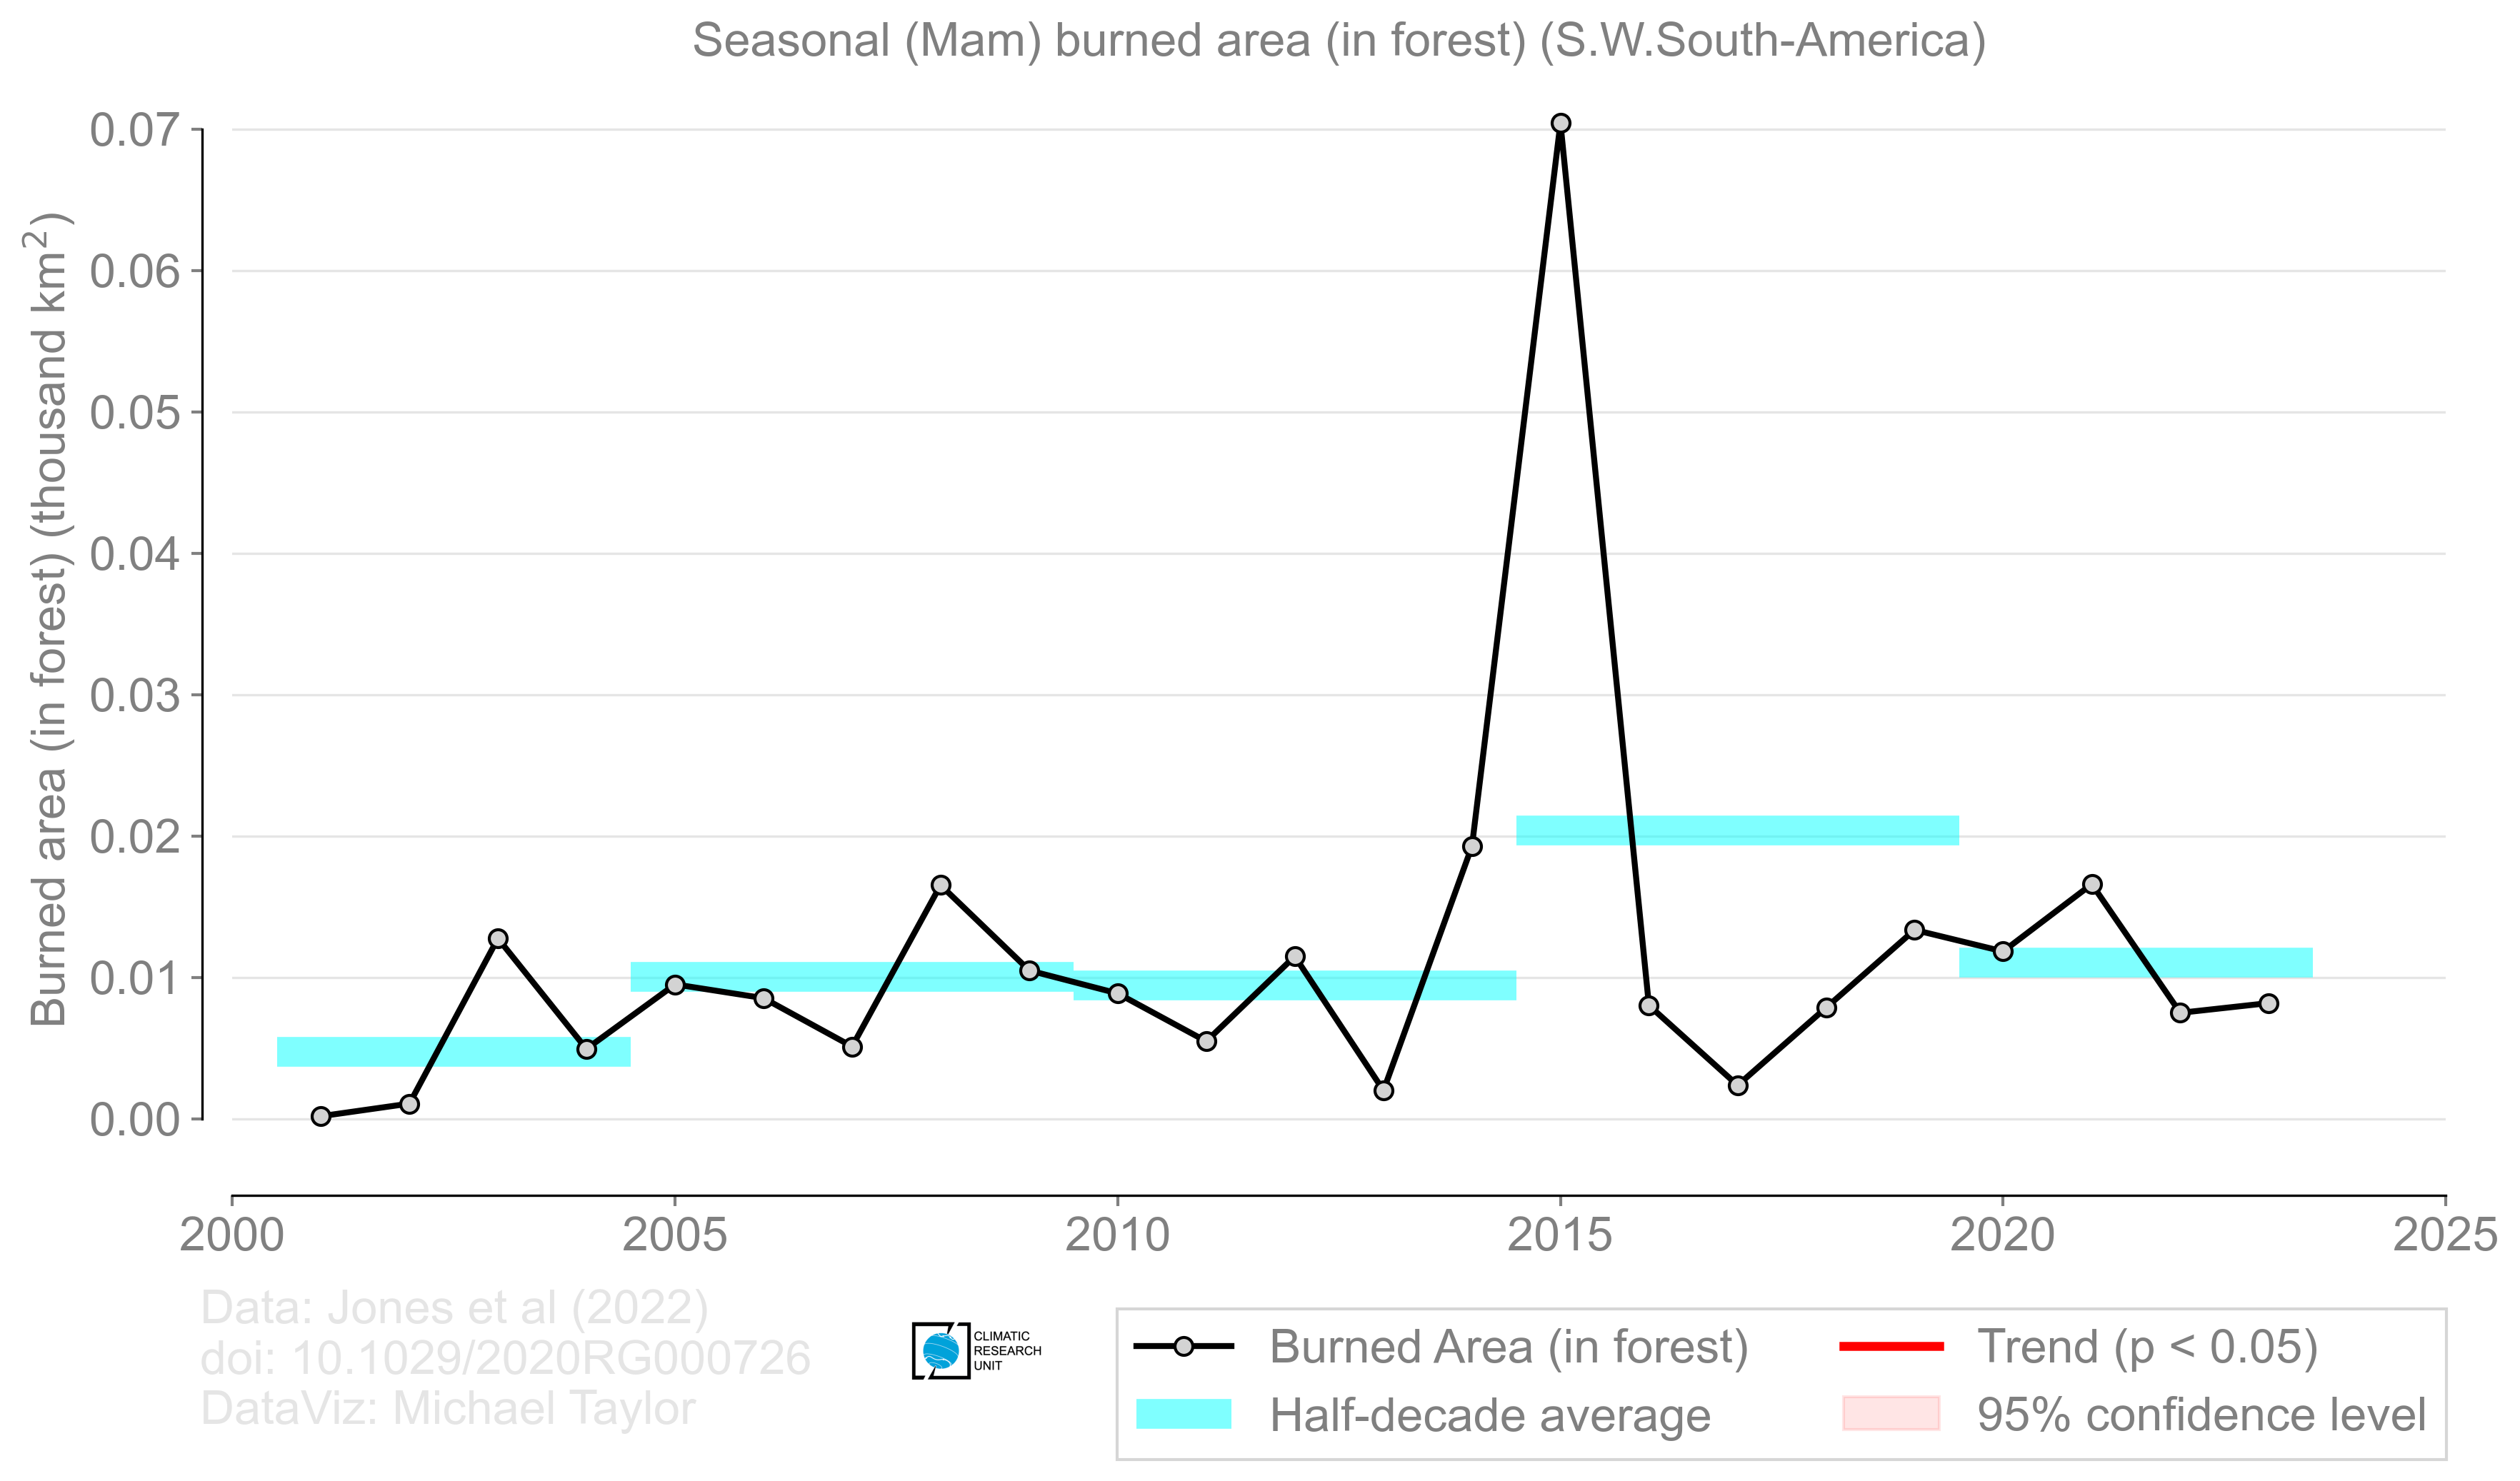 Seasonal (Mam) burned area (in forest) (S.W.South-America)
Burned area (in forest) (thousand km²)
0.07
0.06
0.05
0.04
0.03
0.02
0.01
0.00
2000 2005 2010 2015 2020 2025
Data: Jones et al (2022)
doi: 10.1029/2020RG000726
DataViz: Michael Taylor
CLIMATIC
RESEARCH
UNIT
Burned Area (in forest)
Half-decade average
Trend (p < 0.05)
95% confidence level